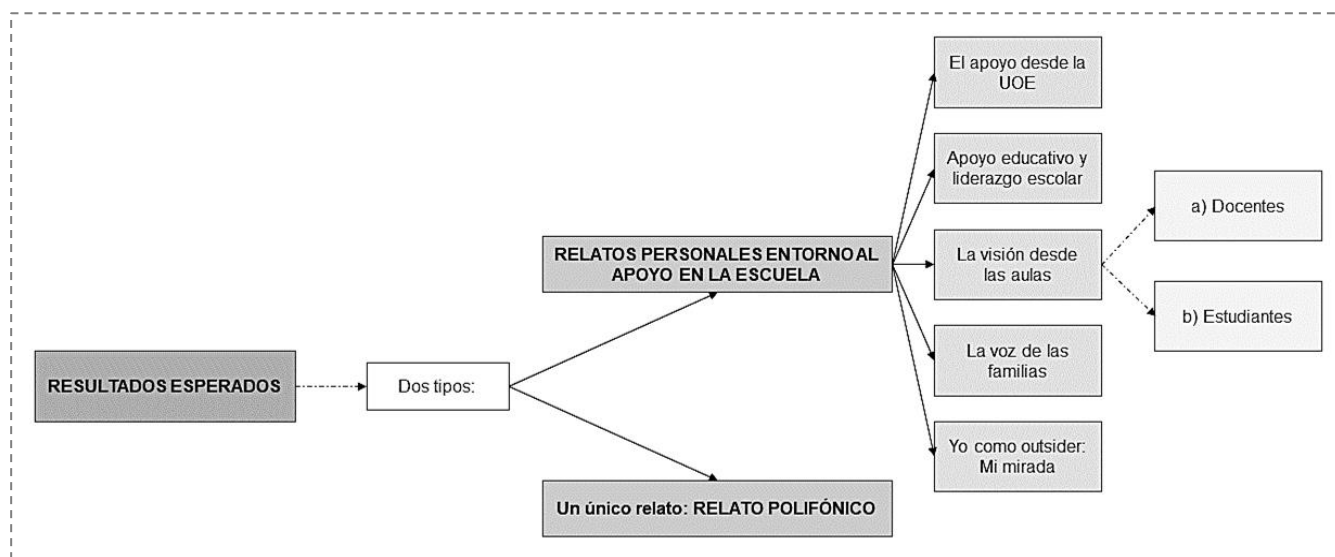 RESULTADOS ESPERADOS
Dos tipos:
RELATOS PERSONALES ENTORNO AL
APOYO EN LA ESCUELA
El apoyo desde la
UOE
Apoyo educativo y
liderazgo escolar
La visión desde
las aulas
a) Docentes
b) Estudiantes
La voz de las
familias
Yo como outsider:
Mi mirada
Un único relato: RELATO POLIFÓNICO